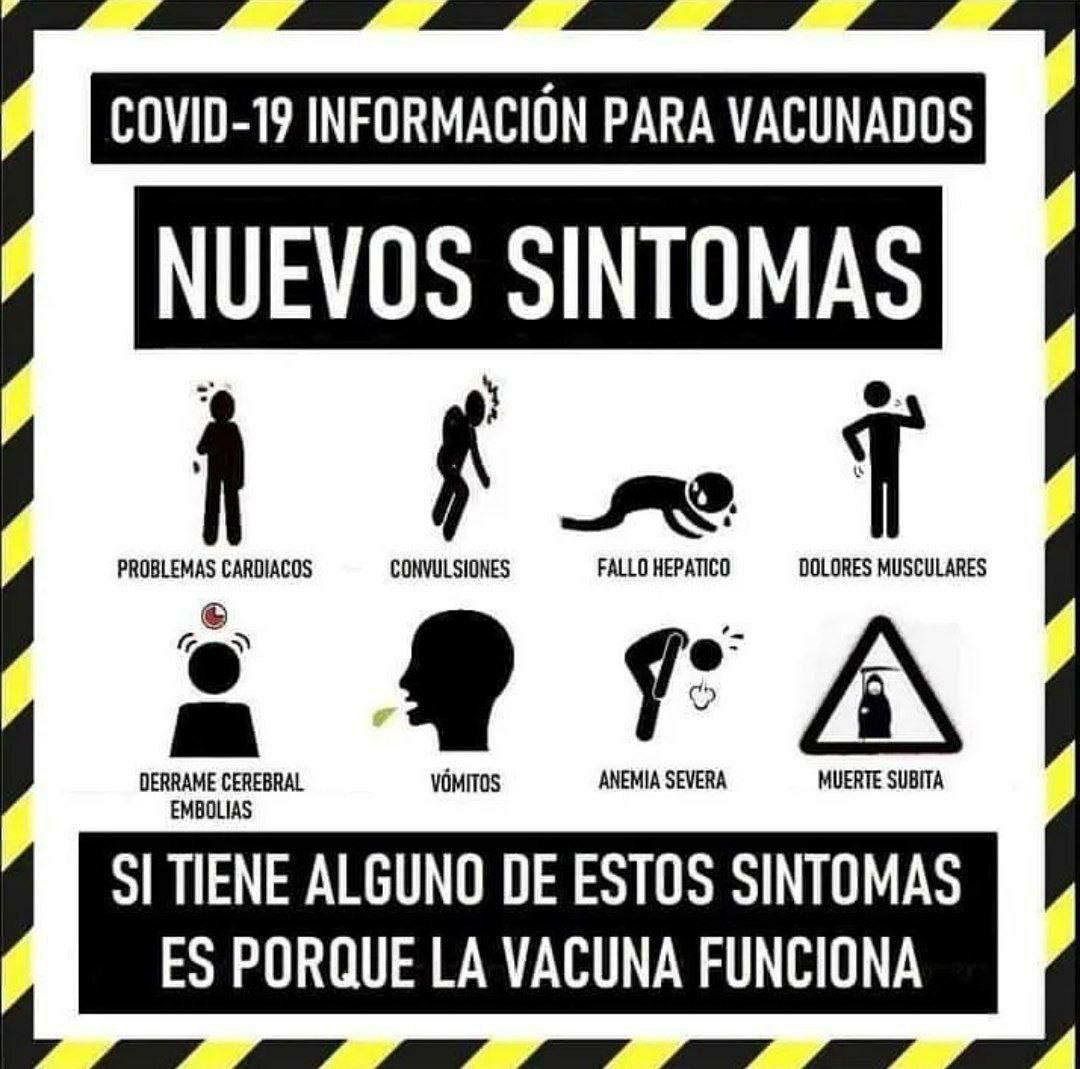 COVID-19 INFORMACIÓN PARA VACUNADOS
NUEVOS SINTOMAS
PROBLEMAS CARDIACOS
CONVULSIONES
FALLO HEPATICO
DOLORES MUSCULARES
DERRAME CEREBRAL
EMBOLIAS
VÓMITOS
ANEMIA SEVERA
MUERTE SUBITA
SI TIENE ALGUNO DE ESTOS SINTOMAS
ES PORQUE LA VACUNA FUNCIONA